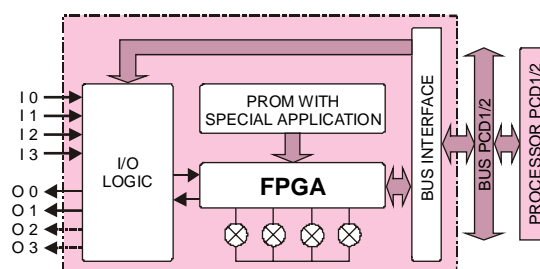 I 0
I 1
I 2
I 3
O 0
O 1
O 2
O 3
I/O
LOGIC
PROM WITH
SPECIAL APPLICATION
FPGA
BUS INTERFACE
BUS PCD1/2
PROCESSOR PCD1/2